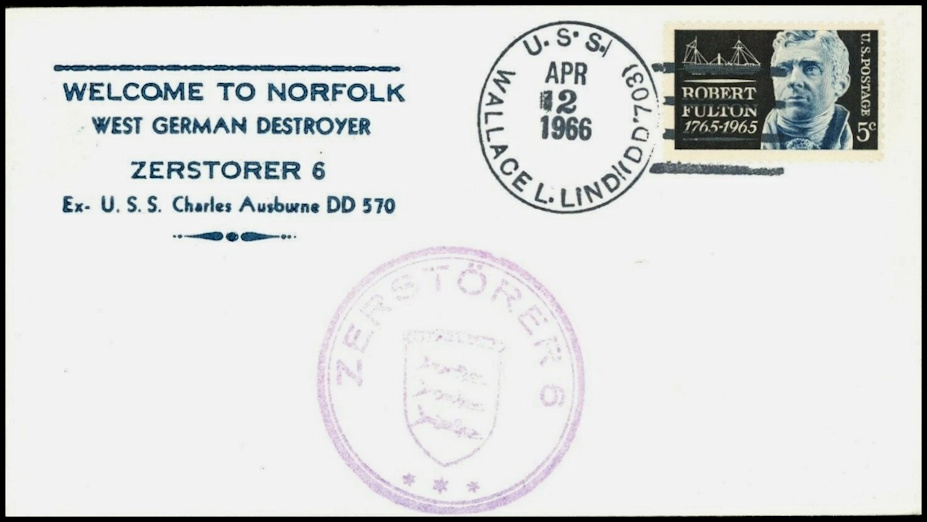 WELCOME TO NORFOLK
WEST GERMAN DESTROYER
ZERSTORER 6
Ex- U. S. S. Charles Ausburne DD 570
U. S. S. WALLACE L. LIND (DD-703)
APR
12
1966
ROBERT
FULTON
1765-1965
U.S.POSTAGE
5c
ZERSTÖRER 6